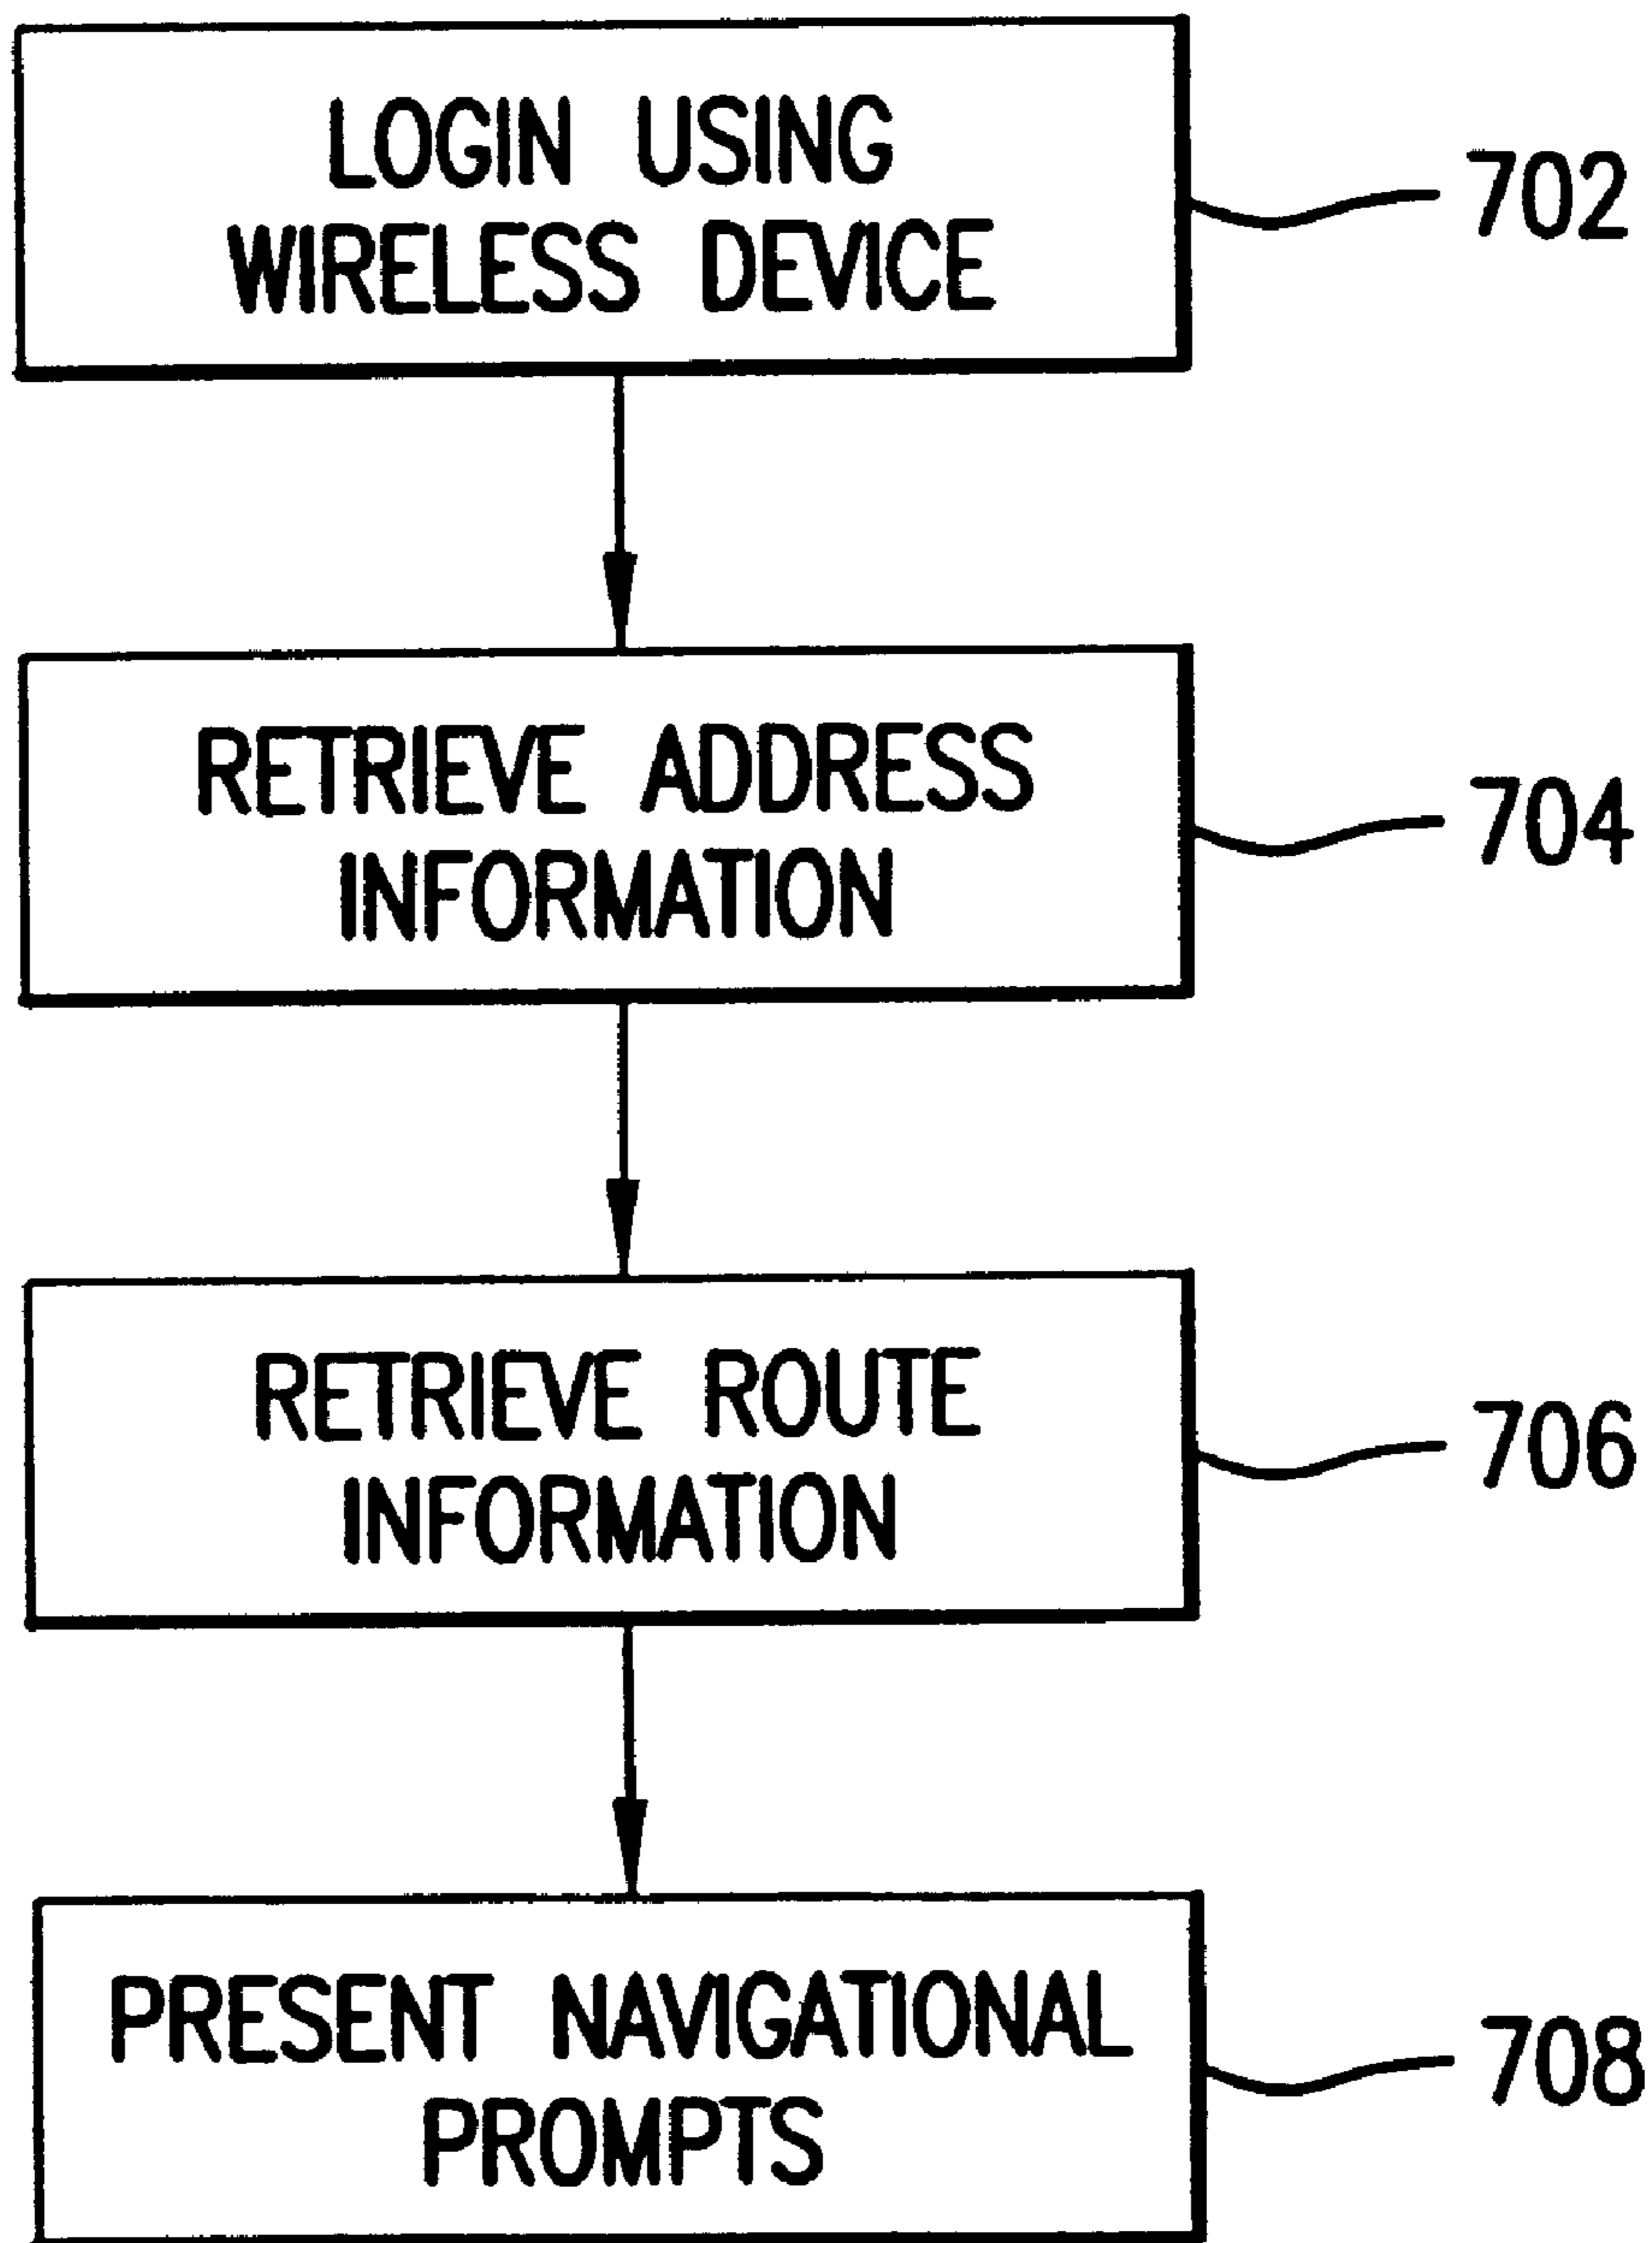 LOGIN USING
WIRELESS DEVICE
702
RETRIEVE ADDRESS
INFORMATION
704
RETRIEVE ROUTE
INFORMATION
706
PRESENT NAVIGATIONAL
PROMPTS
708